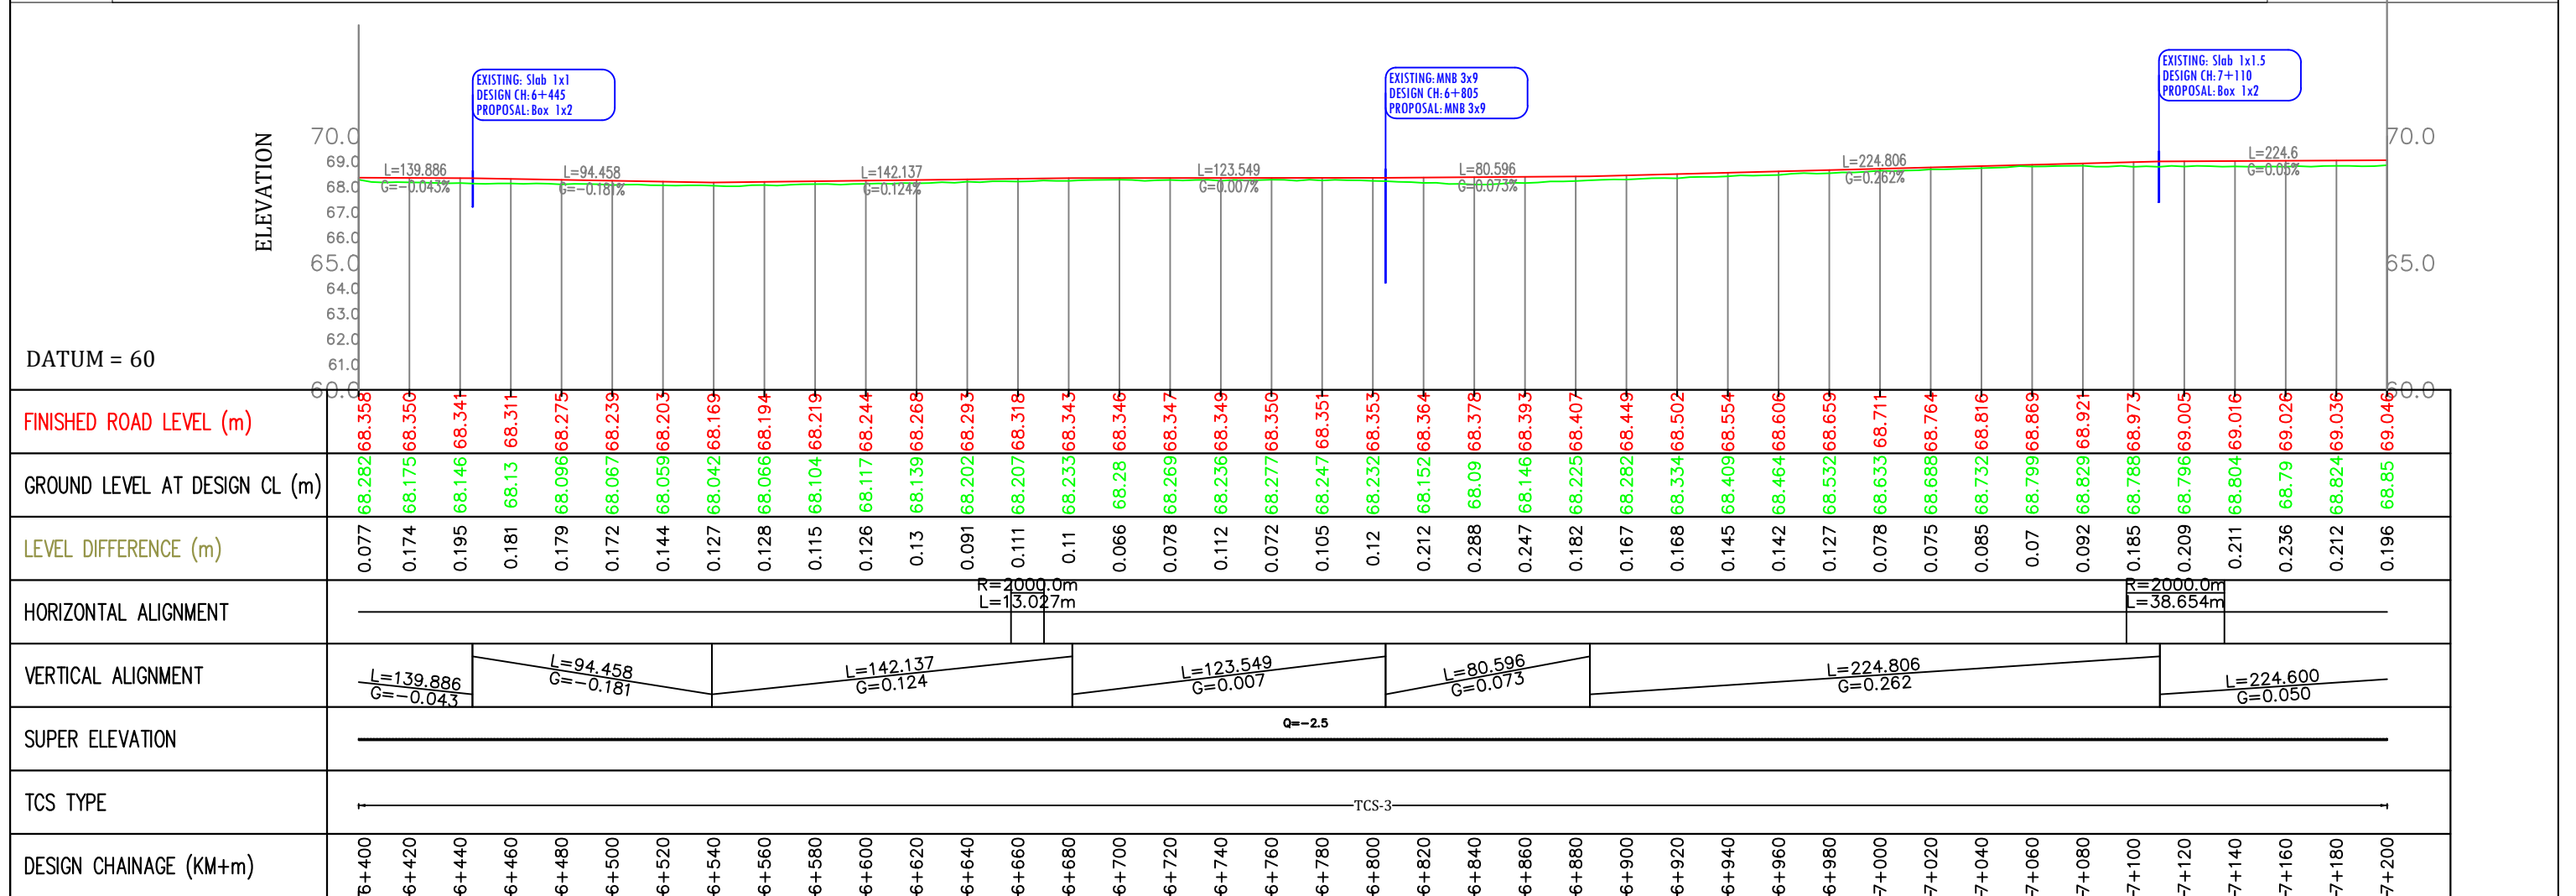 EXISTING: Slab 1x1
DESIGN CH: 6+445
PROPOSAL: Box 1x2
EXISTING: MNB 3x9
DESIGN CH: 6+805
PROPOSAL: MNB 3x9
EXISTING: Slab 1x1.5
DESIGN CH: 7+110
PROPOSAL: Box 1x2
ELEVATION
70.0
69.0
68.0
67.0
66.0
65.0
64.0
63.0
62.0
61.0
60.0
70.0
65.0
60.0
L=139.886
G=-0.043%
L=94.458
G=-0.181%
L=142.137
G=0.124%
L=123.549
G=0.007%
L=80.596
G=0.073%
L=224.806
G=0.262%
L=224.6
G=0.05%
DATUM = 60
FINISHED ROAD LEVEL (m) 68.358 68.350 68.341 68.311 68.275 68.239 68.203 68.169 68.194 68.219 68.244 68.268 68.293 68.318 68.343 68.346 68.347 68.349 68.350 68.351 68.353 68.364 68.378 68.393 68.407 68.449 68.502 68.554 68.606 68.659 68.711 68.764 68.816 68.869 68.921 68.973 69.005 69.016 69.026 69.036 69.046
GROUND LEVEL AT DESIGN CL (m) 68.282 68.175 68.146 68.13 68.096 68.067 68.059 68.042 68.066 68.104 68.117 68.139 68.202 68.207 68.233 68.28 68.269 68.236 68.277 68.247 68.232 68.152 68.09 68.146 68.225 68.282 68.334 68.409 68.464 68.532 68.633 68.688 68.732 68.799 68.829 68.788 68.796 68.804 68.79 68.824 68.85
LEVEL DIFFERENCE (m) 0.077 0.174 0.195 0.181 0.179 0.172 0.144 0.127 0.128 0.115 0.126 0.13 0.091 0.111 0.11 0.066 0.078 0.112 0.072 0.105 0.12 0.212 0.288 0.247 0.182 0.167 0.168 0.145 0.142 0.127 0.078 0.075 0.085 0.07 0.092 0.185 0.209 0.211 0.236 0.212 0.196
HORIZONTAL ALIGNMENT
R=2000.0m
L=13.027m
R=2000.0m
L=38.654m
VERTICAL ALIGNMENT
L=139.886
G=-0.043
L=94.458
G=-0.181
L=142.137
G=0.124
L=123.549
G=0.007
L=80.596
G=0.073
L=224.806
G=0.262
L=224.600
G=0.050
SUPER ELEVATION
Q=-2.5
TCS TYPE
TCS-3
DESIGN CHAINAGE (KM+m) 6+400 6+420 6+440 6+460 6+480 6+500 6+520 6+540 6+560 6+580 6+600 6+620 6+640 6+660 6+680 6+700 6+720 6+740 6+760 6+780 6+800 6+820 6+840 6+860 6+880 6+900 6+920 6+940 6+960 6+980 7+000 7+020 7+040 7+060 7+080 7+100 7+120 7+140 7+160 7+180 7+200